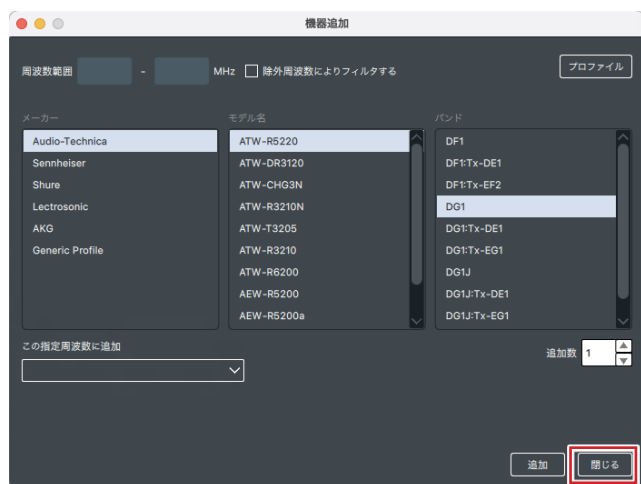 機器追加
周波数範囲 - MHz 除外周波数によりフィルタする プロファイル
メーカー
Audio-Technica
Sennheiser
Shure
Lectrosonic
AKG
Generic Profile
モデル名
ATW-R5220
ATW-DR3120
ATW-CHG3N
ATW-R3210N
ATW-T3205
ATW-R3210
ATW-R6200
AEW-R5200
AEW-R5200a
バンド
DF1
DF1:Tx-DE1
DF1:Tx-EF2
DG1
DG1:Tx-DE1
DG1:Tx-EG1
DG1J
DG1J:Tx-DE1
DG1J:Tx-EG1
この指定周波数に追加
追加数 1
追加 閉じる